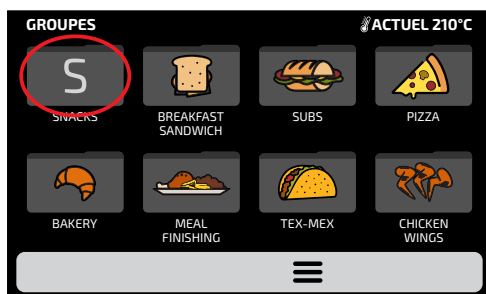 GROUPES
ACTUEL 210°C
S
SNACKS
BREAKFAST
SANDWICH
SUBS
PIZZA
BAKERY
MEAL
FINISHING
TEX-MEX
CHICKEN
WINGS